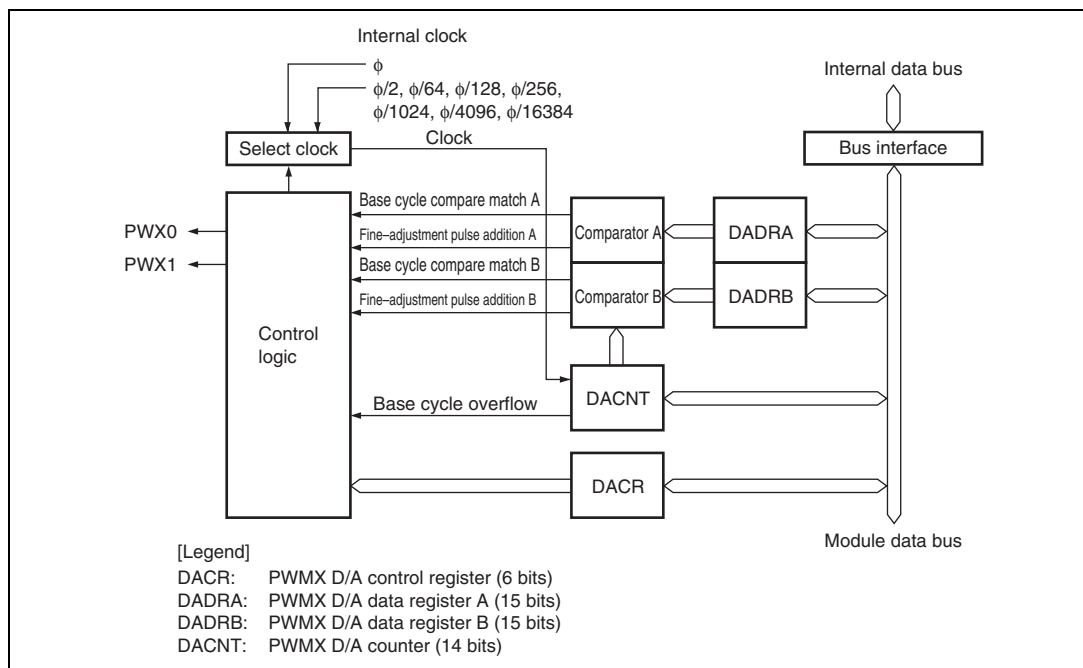 Internal clock
ϕ
ϕ/2, ϕ/64, ϕ/128, ϕ/256,
ϕ/1024, ϕ/4096, ϕ/16384
Internal data bus
Select clock
Clock
Bus interface
Base cycle compare match A
Fine–adjustment pulse addition A
Base cycle compare match B
Fine–adjustment pulse addition B
Comparator A
DADRA
Comparator B
DADRB
PWX0
PWX1
Control
logic
DACNT
Base cycle overflow
DACR
Module data bus
[Legend]
DACR: PWMX D/A control register (6 bits)
DADRA: PWMX D/A data register A (15 bits)
DADRB: PWMX D/A data register B (15 bits)
DACNT: PWMX D/A counter (14 bits)